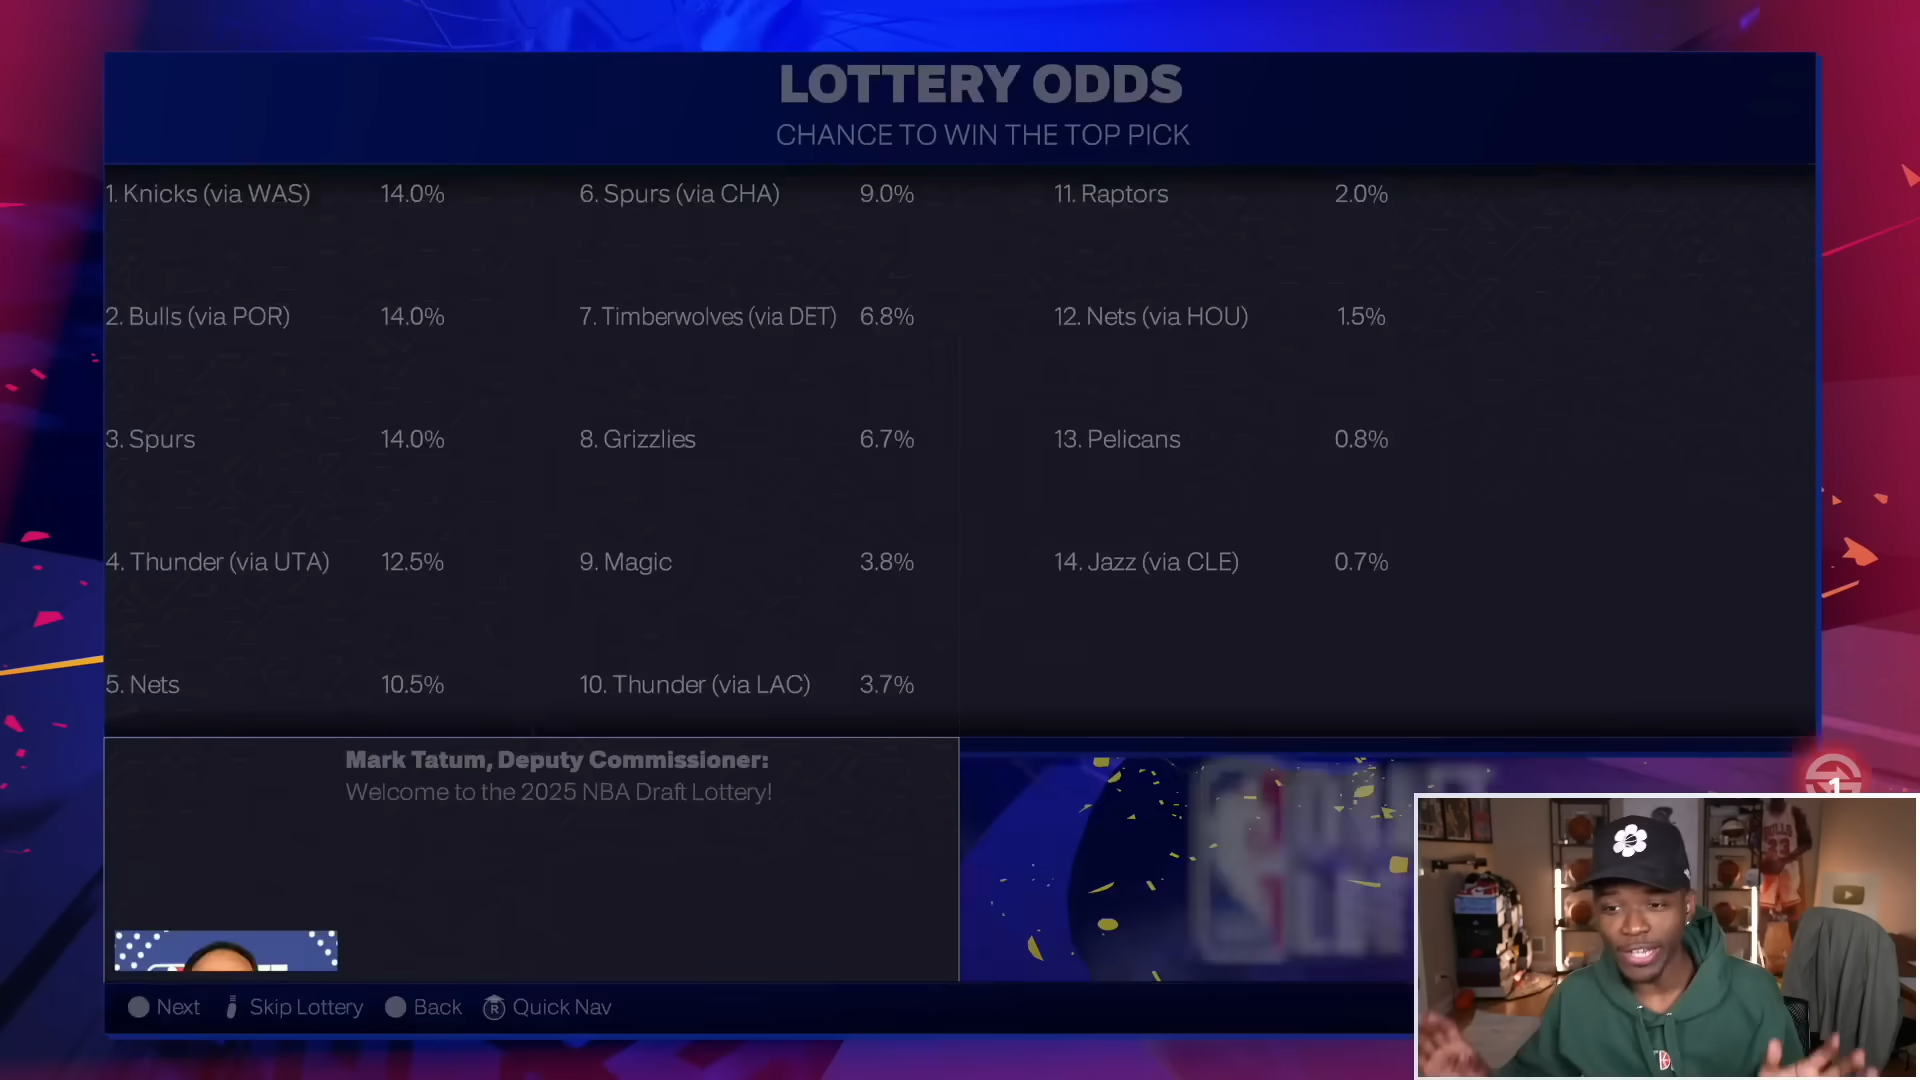 LOTTERY ODDS
CHANCE TO WIN THE TOP PICK
1. Knicks (via WAS) 14.0%
2. Bulls (via POR) 14.0%
3. Spurs 14.0%
4. Thunder (via UTA) 12.5%
5. Nets 10.5%
6. Spurs (via CHA) 9.0%
7. Timberwolves (via DET) 6.8%
8. Grizzlies 6.7%
9. Magic 3.8%
10. Thunder (via LAC) 3.7%
11. Raptors 2.0%
12. Nets (via HOU) 1.5%
13. Pelicans 0.8%
14. Jazz (via CLE) 0.7%
Mark Tatum, Deputy Commissioner:
Welcome to the 2025 NBA Draft Lottery!
1
BULLS
23
Next Skip Lottery Back R Quick Nav